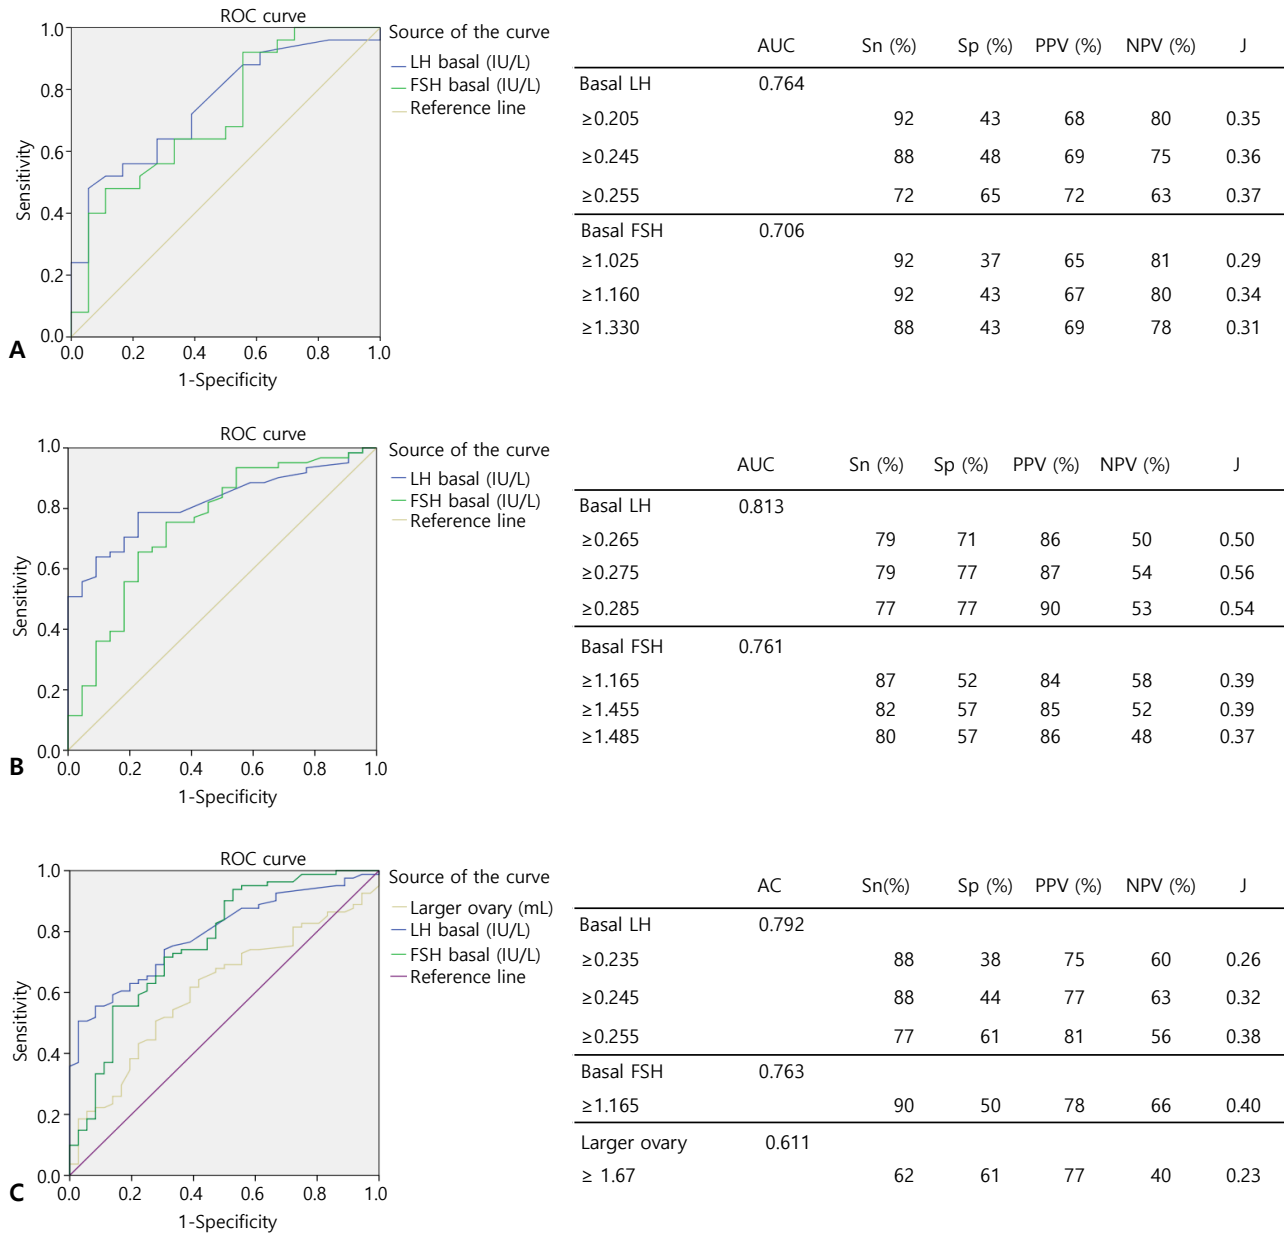 ROC curve
Source of the curve
LH basal (IU/L)
FSH basal (IU/L)
Reference line
Sensitivity
1.0
0.8
0.6
0.4
0.2
0.0
0.0 0.2 0.4 0.6 0.8 1.0
1-Specificity
A
AUC Sn (%) Sp (%) PPV (%) NPV (%) J
Basal LH 0.764
≥0.205 92 43 68 80 0.35
≥0.245 88 48 69 75 0.36
≥0.255 72 65 72 63 0.37
Basal FSH 0.706
≥1.025 92 37 65 81 0.29
≥1.160 92 43 67 80 0.34
≥1.330 88 43 69 78 0.31
ROC curve
Source of the curve
LH basal (IU/L)
FSH basal (IU/L)
Reference line
Sensitivity
1.0
0.8
0.6
0.4
0.2
0.0
0.0 0.2 0.4 0.6 0.8 1.0
1-Specificity
B
AUC Sn (%) Sp (%) PPV (%) NPV (%) J
Basal LH 0.813
≥0.265 79 71 86 50 0.50
≥0.275 79 77 87 54 0.56
≥0.285 77 77 90 53 0.54
Basal FSH 0.761
≥1.165 87 52 84 58 0.39
≥1.455 82 57 85 52 0.39
≥1.485 80 57 86 48 0.37
ROC curve
Source of the curve
Larger ovary (mL)
LH basal (IU/L)
FSH basal (IU/L)
Reference line
Sensitivity
1.0
0.8
0.6
0.4
0.2
0.0
0.0 0.2 0.4 0.6 0.8 1.0
1-Specificity
C
AC Sn(%) Sp (%) PPV (%) NPV (%) J
Basal LH 0.792
≥0.235 88 38 75 60 0.26
≥0.245 88 44 77 63 0.32
≥0.255 77 61 81 56 0.38
Basal FSH 0.763
≥1.165 90 50 78 66 0.40
Larger ovary 0.611
≥ 1.67 62 61 77 40 0.23